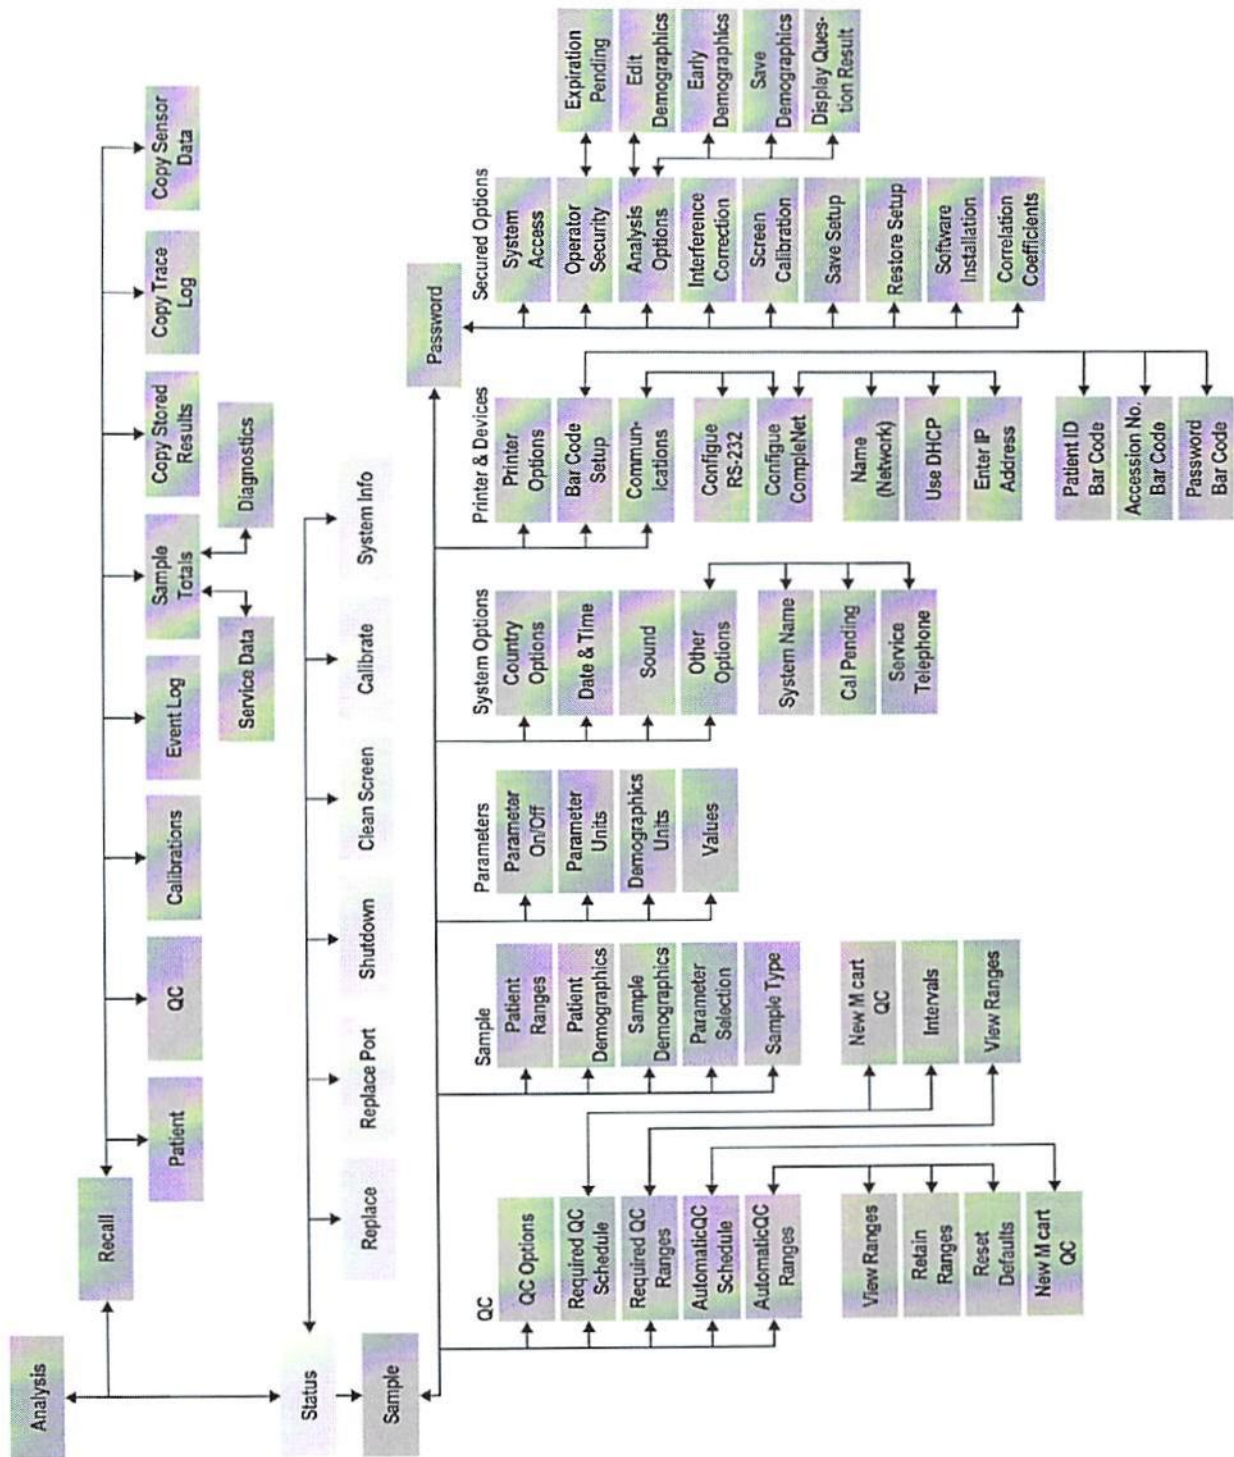 Analysis
Recall
Patient
QC
Calibrations
Event Log
Sample
Totals
Copy Stored
Results
Copy Trace
Log
Copy Sensor
Data
Service Data
Diagnostics
Status
Replace
Replace Port
Shutdown
Clean Screen
Calibrate
System Info
Sample
Password
QC
QC Options
Required QC
Schedule
Required QC
Ranges
AutomaticQC
Schedule
AutomaticQC
Ranges
View Ranges
Retain
Ranges
Reset
Defaults
New M cart
QC
Sample
Patient
Ranges
Patient
Demographics
Sample
Demographics
Parameter
Selection
Sample Type
New M cart
QC
Intervals
View Ranges
Parameters
Parameter
On/Off
Parameter
Units
Demographics
Units
Values
System Options
Country
Options
Date & Time
Sound
Other
Options
System Name
Cal Pending
Service
Telephone
Printer & Devices
Printer
Options
Bar Code
Setup
Commun-
ications
Configue
RS-232
Configue
CompleNet
Name
(Network)
Use DHCP
Enter IP
Address
Patient ID
Bar Code
Accession No.
Bar Code
Password
Bar Code
Secured Options
System
Access
Operator
Security
Analysis
Options
Interference
Correction
Screen
Calibration
Save Setup
Restore Setup
Software
Installation
Correlation
Coefficients
Expiration
Pending
Edit
Demographics
Early
Demographics
Save
Demographics
Display Ques-
tion Result